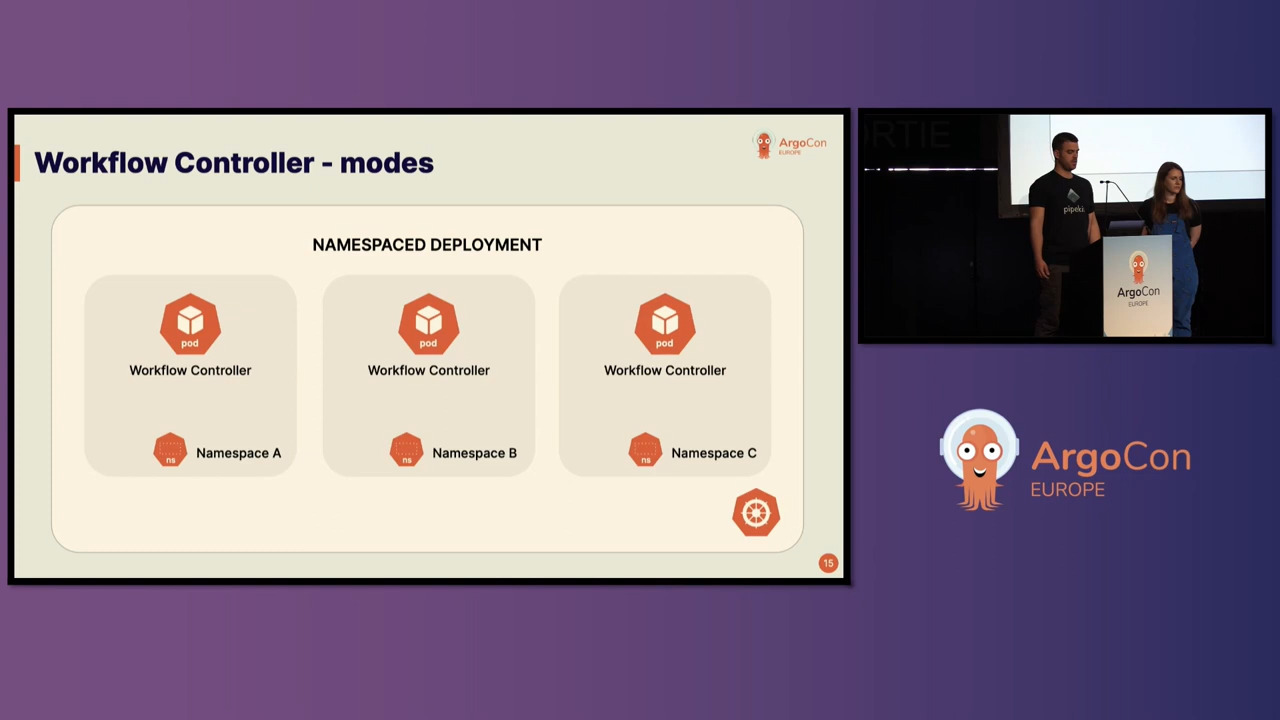 Workflow Controller - modes
ArgoCon
EUROPE
NAMESPACED DEPLOYMENT
pod
Workflow Controller
ns
Namespace A
pod
Workflow Controller
ns
Namespace B
pod
Workflow Controller
ns
Namespace C
15
ORTIE
ArgoCon
EUROPE
ArgoCon
EUROPE